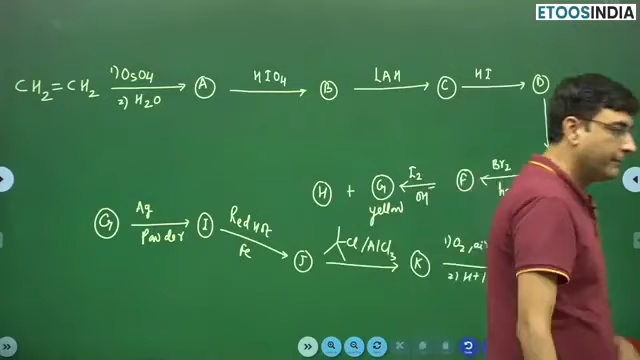 ETOOSINDIA
CH2=CH2 1)OsO4 2) H2O A HIO4 B LAH C HI D
H + G yellow I2 OH F Br2
G Ag Powder I Red hot Fe J Cl/AlCl3 K 1) O2, 2) H+/